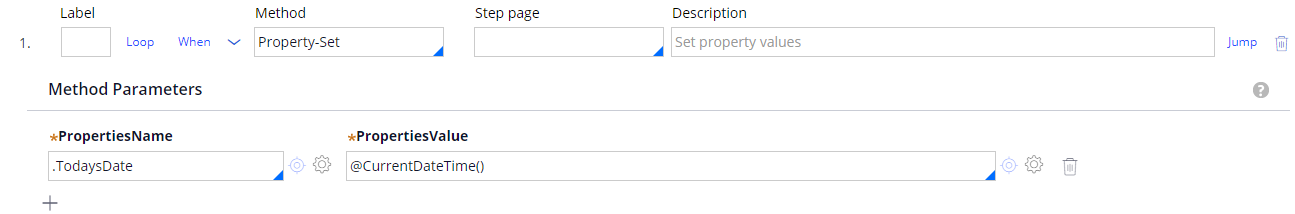 Label Method Step page Description
1. Loop When Property-Set Set property values Jump
Method Parameters ?
*PropertiesName *PropertiesValue
.TodaysDate @CurrentDateTime()